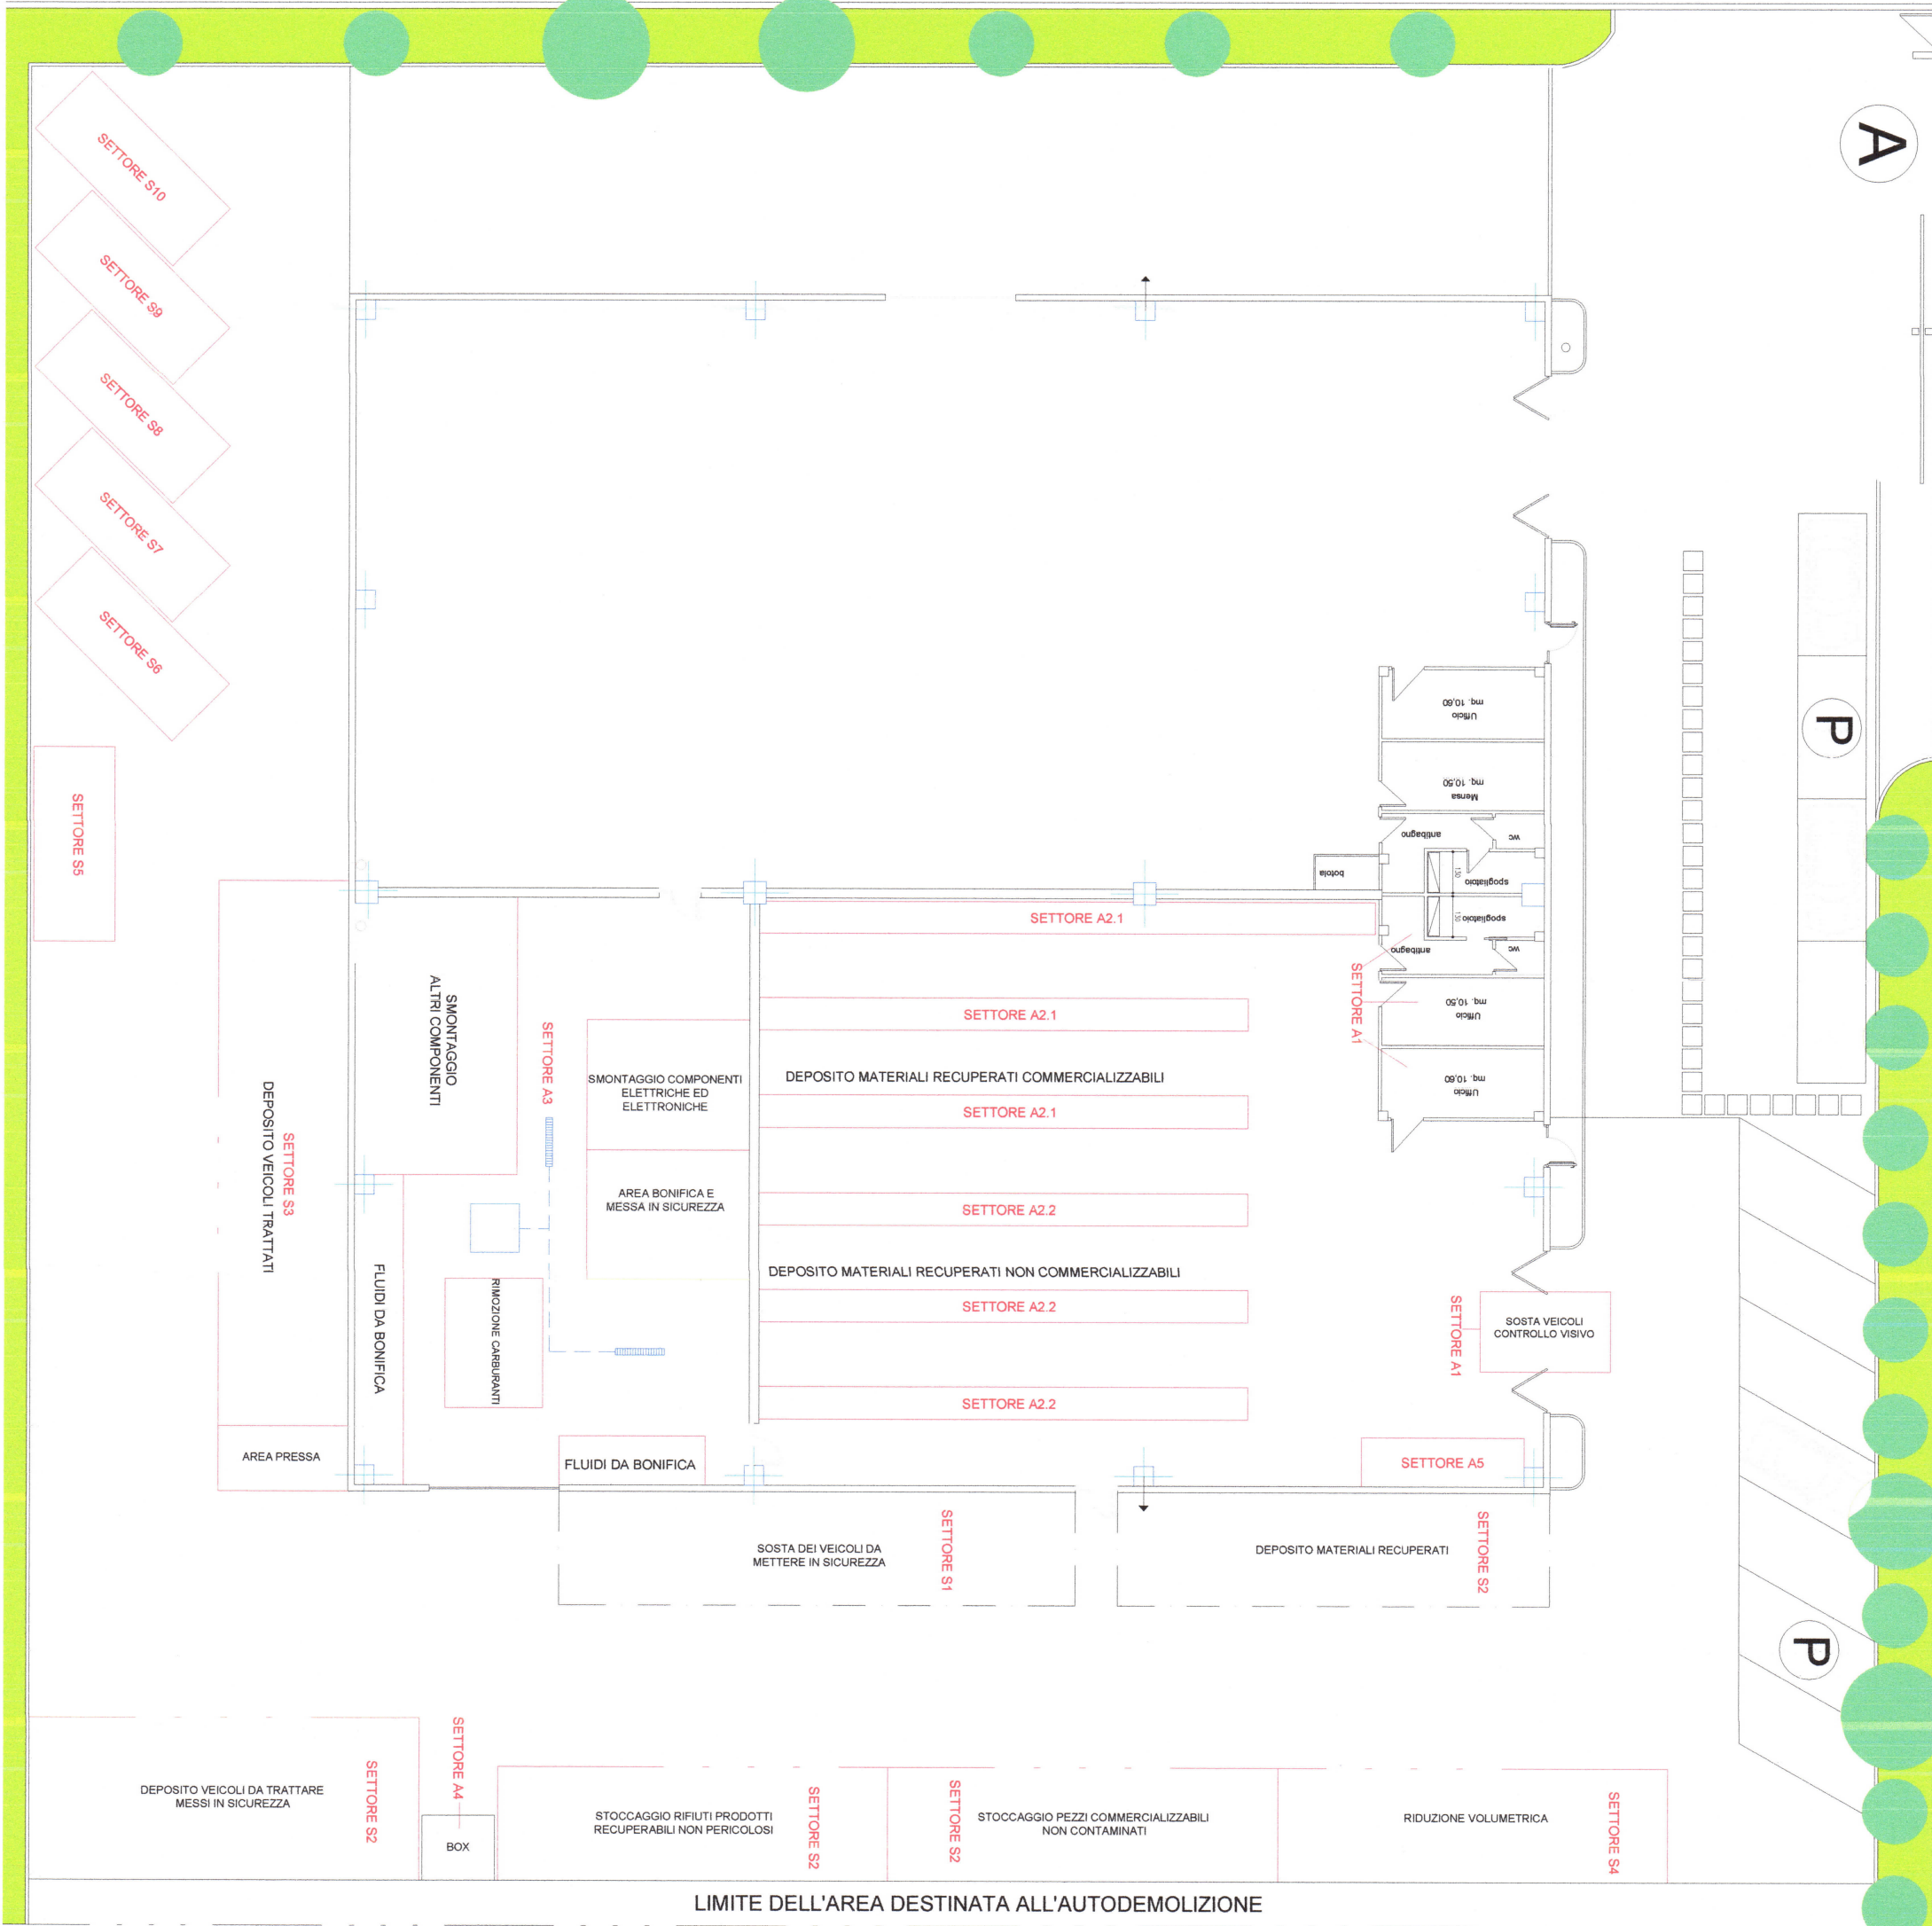 A
SETTORE S10
SETTORE S9
SETTORE S8
SETTORE S7
SETTORE S6
SETTORE S5
P
Ufficio
mq. 10,60
Mensa
mq. 10,50
antibagno
wc
botola
spogliatoio
1.50
spogliatoio
1.50
antibagno
wc
SETTORE A1
Ufficio
mq. 10,50
Ufficio
mq. 10,60
SETTORE A2.1
SETTORE A2.1
DEPOSITO MATERIALI RECUPERATI COMMERCIALIZZABILI
SETTORE A2.1
SETTORE A2.2
DEPOSITO MATERIALI RECUPERATI NON COMMERCIALIZZABILI
SETTORE A2.2
SETTORE A2.2
SMONTAGGIO
ALTRI COMPONENTI
SETTORE A3
SMONTAGGIO COMPONENTI
ELETTRICHE ED
ELETTRONICHE
AREA BONIFICA E
MESSA IN SICUREZZA
SETTORE S3
DEPOSITO VEICOLI TRATTATI
FLUIDI DA BONIFICA
RIMOZIONE CARBURANTI
AREA PRESSA
FLUIDI DA BONIFICA
SETTORE A1
SOSTA VEICOLI
CONTROLLO VISIVO
SETTORE A5
SOSTA DEI VEICOLI DA
METTERE IN SICUREZZA
SETTORE S1
DEPOSITO MATERIALI RECUPERATI
SETTORE S2
P
DEPOSITO VEICOLI DA TRATTARE
MESSI IN SICUREZZA
SETTORE S2
SETTORE A4
BOX
STOCCAGGIO RIFIUTI PRODOTTI
RECUPERABILI NON PERICOLOSI
SETTORE S2
SETTORE S2
STOCCAGGIO PEZZI COMMERCIALIZZABILI
NON CONTAMINATI
RIDUZIONE VOLUMETRICA
SETTORE S4
LIMITE DELL'AREA DESTINATA ALL'AUTODEMOLIZIONE